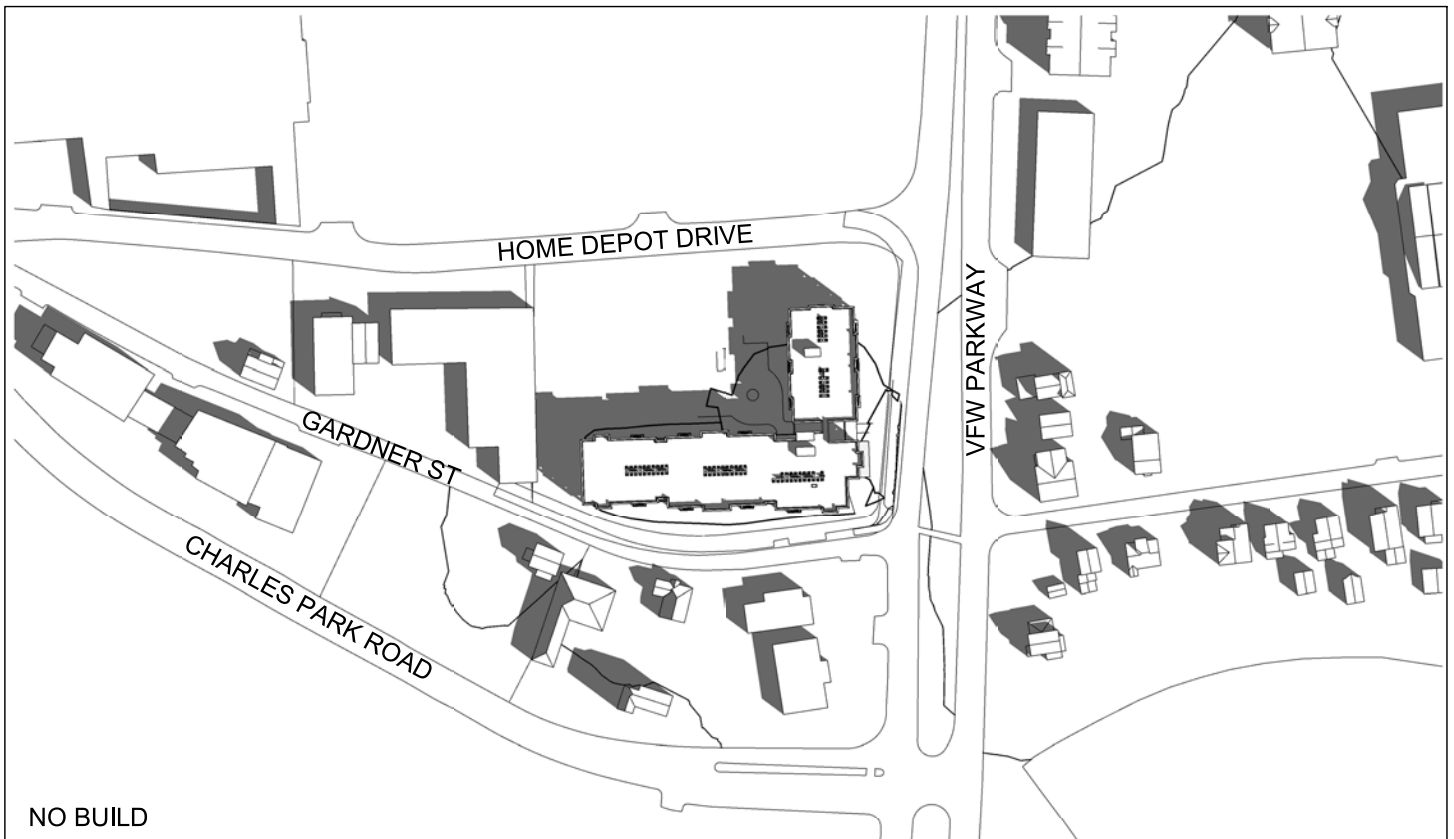 HOME DEPOT DRIVE
VFW PARKWAY
GARDNER ST
CHARLES PARK ROAD
NO BUILD